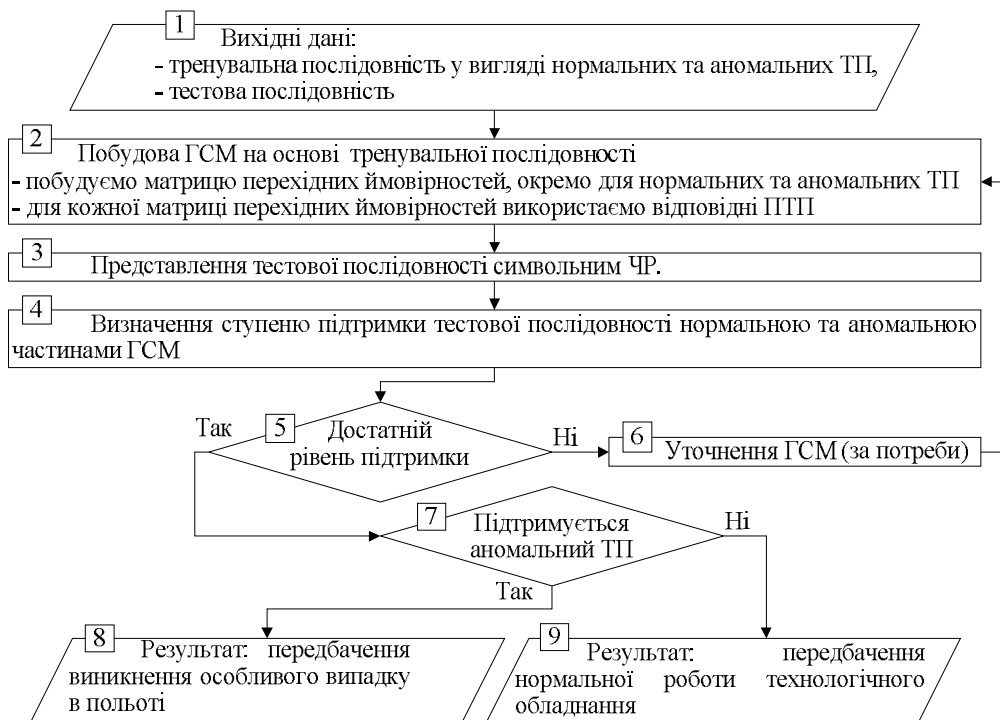 1
Вихідні дані:
- тренувальна послідовність у вигляді нормальних та аномальних ТП,
- тестова послідовність
2
Побудова ГСМ на основі тренувальної послідовності
- побудуємо матрицю перехідних ймовірностей, окремо для нормальних та аномальних ТП
- для кожної матриці перехідних ймовірностей використаємо відповідні ПТП
3
Представлення тестової послідовності символьним ЧР.
4
Визначення ступеню підтримки тестової послідовності нормальною та аномальною
частинами ГСМ
Так
5
Достатній
рівень підтримки
Ні
6
Уточнення ГСМ (за потреби)
7
Підтримується
аномальний ТП
Ні
Так
8
Результат: передбачення
виникнення особливого випадку
в польоті
9
Результат: передбачення
нормальної роботи технологічного
обладнання